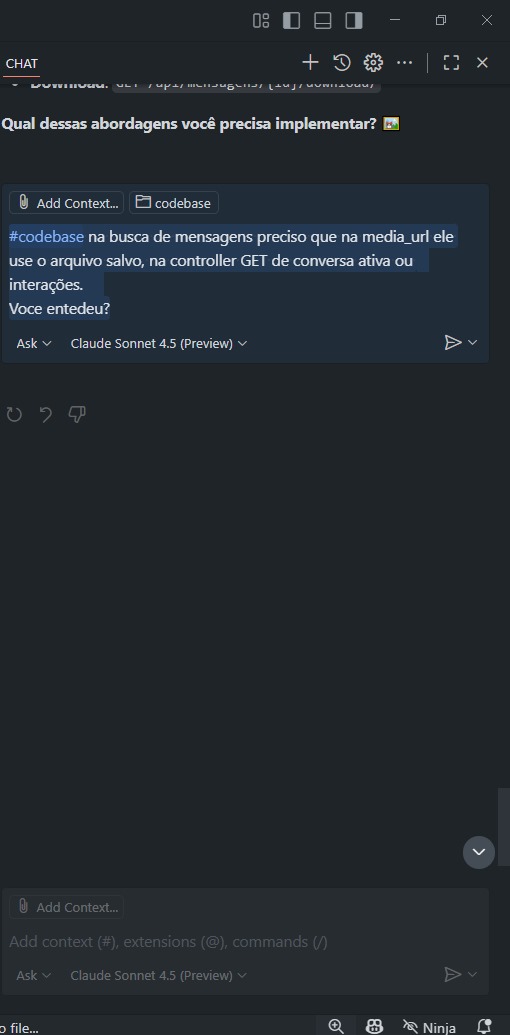 CHAT
Download: GET /api/mensagens/{id}/download/
Qual dessas abordagens você precisa implementar?
Add Context... codebase
#codebase na busca de mensagens preciso que na media_url ele
use o arquivo salvo, na controller GET de conversa ativa ou
interações.
Voce entedeu?
Ask Claude Sonnet 4.5 (Preview)
Add Context...
Add context (#), extensions (@), commands (/)
Ask Claude Sonnet 4.5 (Preview)
o file... Ninja